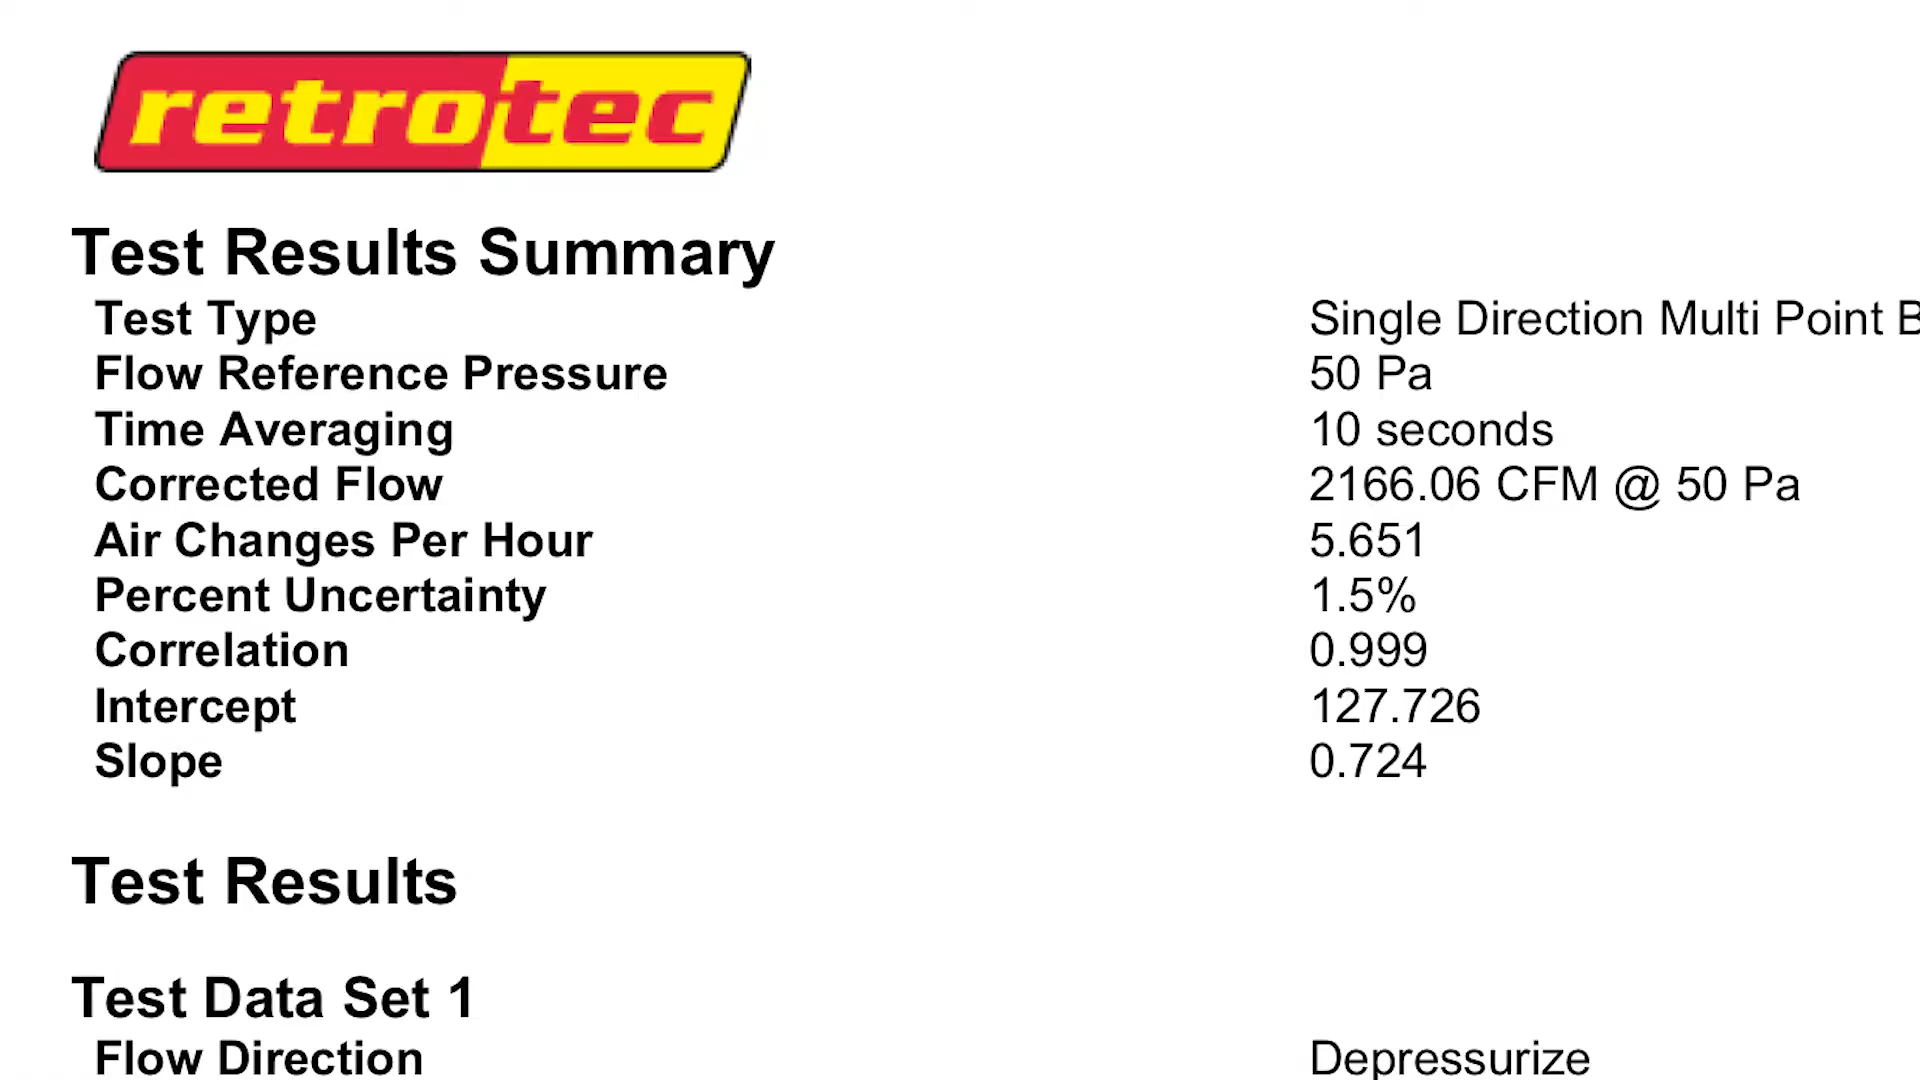 retrotec
Test Results Summary
Test Type Single Direction Multi Point
Flow Reference Pressure 50 Pa
Time Averaging 10 seconds
Corrected Flow 2166.06 CFM @ 50 Pa
Air Changes Per Hour 5.651
Percent Uncertainty 1.5%
Correlation 0.999
Intercept 127.726
Slope 0.724
Test Results
Test Data Set 1
Flow Direction Depressurize